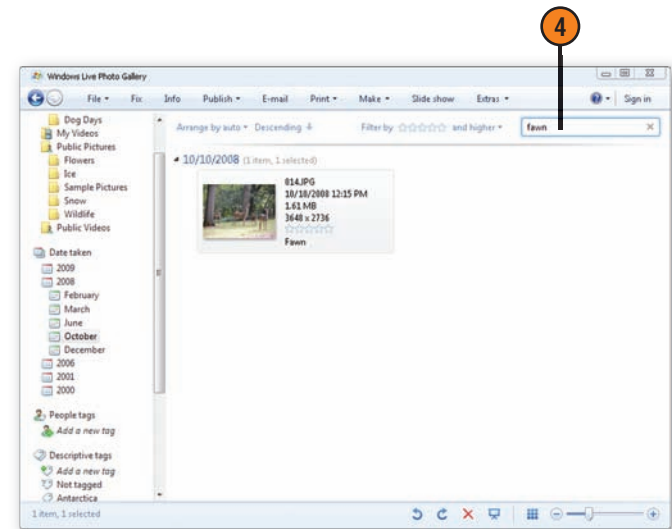 4
Windows Live Photo Gallery
File Fix Info Publish E-mail Print Make Slide show Extras Sign in
Arrange by auto Descending Filter by and higher fawn
Dog Days
My Videos
Public Pictures
Flowers
Ice
Sample Pictures
Snow
Wildlife
Public Videos
Date taken
2009
2008
February
March
June
October
December
2006
2001
2000
People tags
Add a new tag
Descriptive tags
Add a new tag
Not tagged
Antarctica
10/10/2008 (1 item, 1 selected)
014.JPG
10/10/2008 12:15 PM
1.61 MB
3648 x 2736
Fawn
1 item, 1 selected